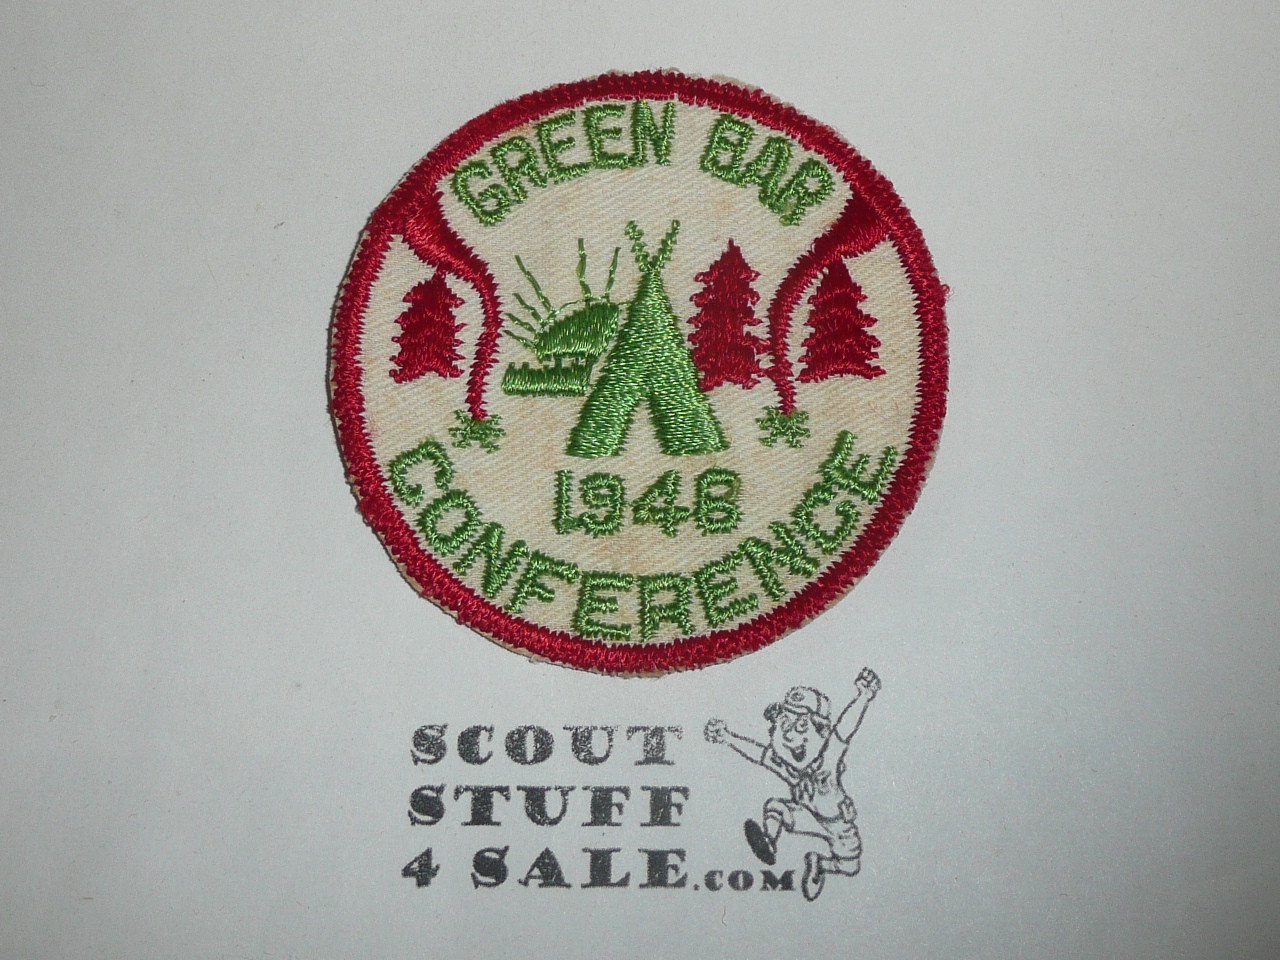 GREEN BAR
1948
CONFERENCE
SCOUT
STUFF
4 SALE.COM